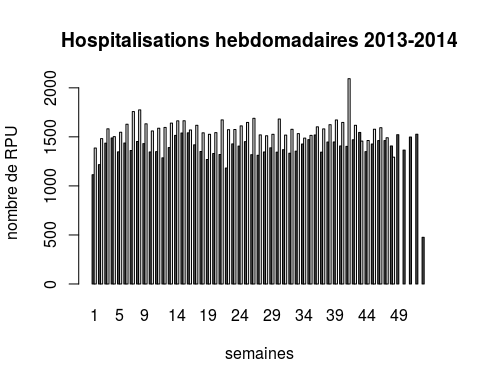 Hospitalisations hebdomadaires 2013-2014
nombre de RPU
2000
1500
1000
500
0
1 5 9 14 19 24 29 34 39 44 49
semaines